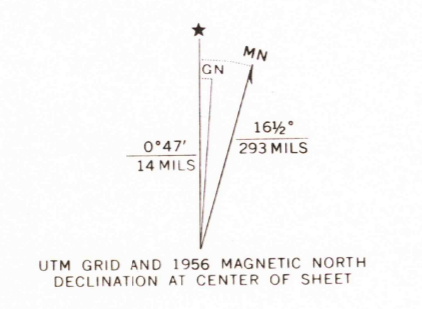 ★
MN
GN
16½°
293 MILS
0°47′
14 MILS
UTM GRID AND 1956 MAGNETIC NORTH
DECLINATION AT CENTER OF SHEET